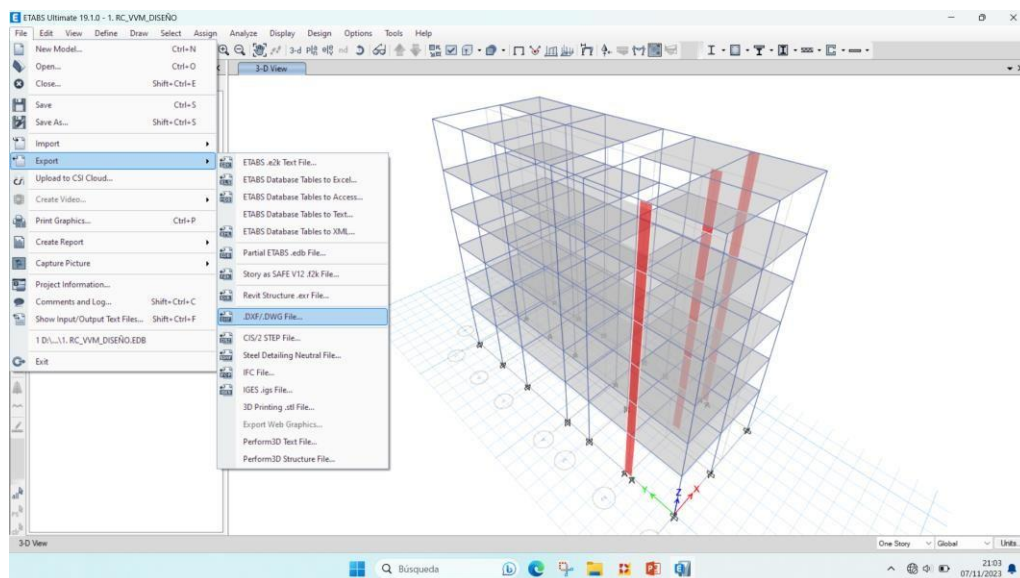 ETABS Ultimate 19.1.0 - 1. RC_VVM_DISEÑO
File Edit View Define Draw Select Assign Analyze Display Design Options Tools Help
New Model... Ctrl+N
Open... Ctrl+O
Close... Shift+Ctrl+E
Save Ctrl+S
Save As... Shift+Ctrl+S
Import
Export
Upload to CSI Cloud...
Create Video...
Print Graphics... Ctrl+P
Create Report
Capture Picture
Project Information...
Comments and Log... Shift+Ctrl+C
Show Input/Output Text Files... Shift+Ctrl+F
1 D:\...\1. RC_VVM_DISEÑO.EDB
Exit
ETABS .e2k Text File...
ETABS Database Tables to Excel...
ETABS Database Tables to Access...
ETABS Database Tables to Text...
ETABS Database Tables to XML...
Partial ETABS .edb File...
Story as SAFE V12 .f2k File...
Revit Structure .exr File...
.DXF/.DWG File...
CIS/2 STEP File...
Steel Detailing Neutral File...
IFC File...
IGES .igs File...
3D Printing .stl File...
Export Web Graphics...
Perform3D Text File...
Perform3D Structure File...
3-d
3-D View
Y Z X
3-D View
One Story Global Units...
Búsqueda
21:03
07/11/2023